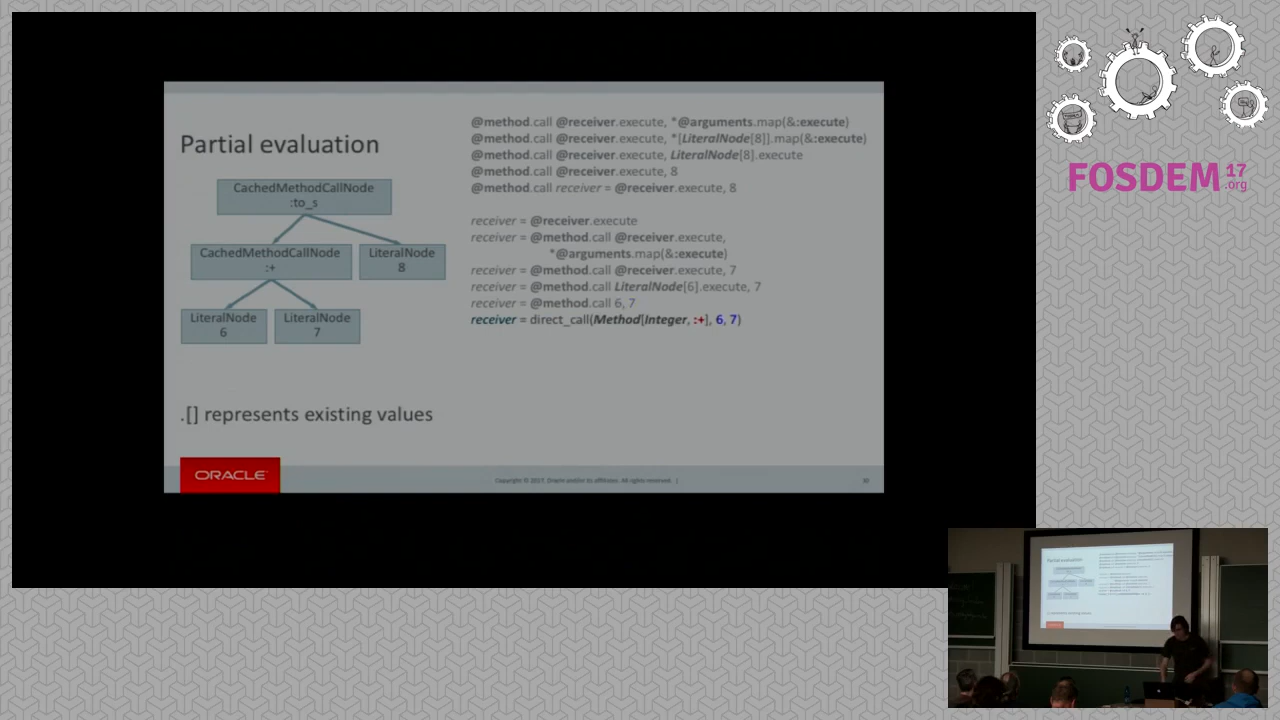 Partial evaluation
CachedMethodCallNode
:to_s
CachedMethodCallNode
:+
LiteralNode
8
LiteralNode
6
LiteralNode
7
.[] represents existing values
@method.call @receiver.execute, *@arguments.map(&:execute)
@method.call @receiver.execute, *[LiteralNode[8]].map(&:execute)
@method.call @receiver.execute, LiteralNode[8].execute
@method.call @receiver.execute, 8
@method.call receiver = @receiver.execute, 8
receiver = @receiver.execute
receiver = @method.call @receiver.execute,
*@arguments.map(&:execute)
receiver = @method.call @receiver.execute, 7
receiver = @method.call LiteralNode[6].execute, 7
receiver = @method.call 6, 7
receiver = direct_call(Method[Integer, :+], 6, 7)
ORACLE
Copyright © 2017, Oracle and/or its affiliates. All rights reserved. |
FOSDEM 17
.org
Partial evaluation